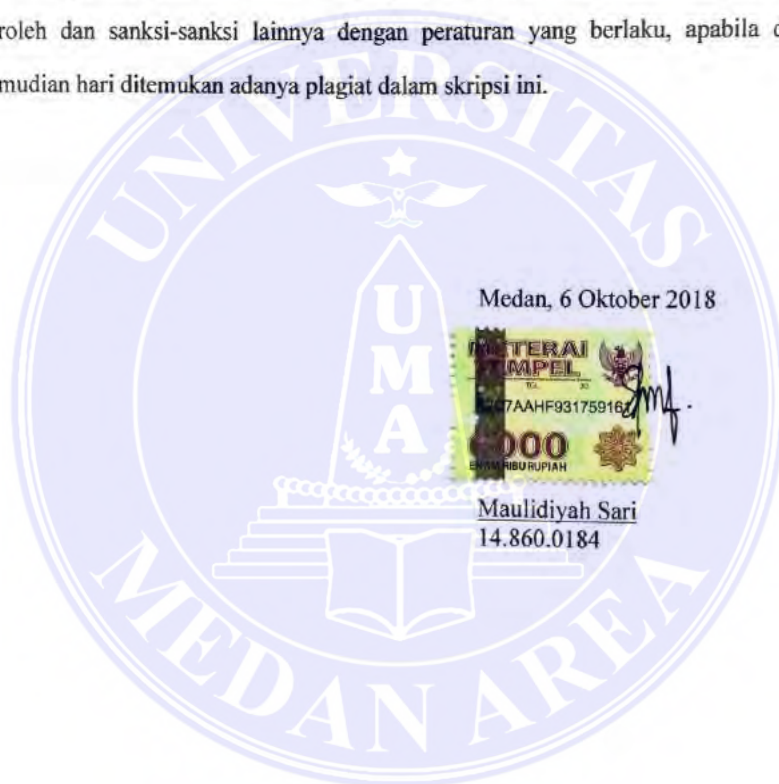 roleh dan sanksi-sanksi lainnya dengan peraturan yang berlaku, apabila
mudian hari ditemukan adanya plagiat dalam skripsi ini.
UNIVERSITAS
Medan, 6 Oktober 2018
UMA
METERAI
TEMPEL
TGL. 20
7AAHF93175916
6000
ENAM RIBU RUPIAH
Maulidiyah Sari
14.860.0184
MEDAN AREA